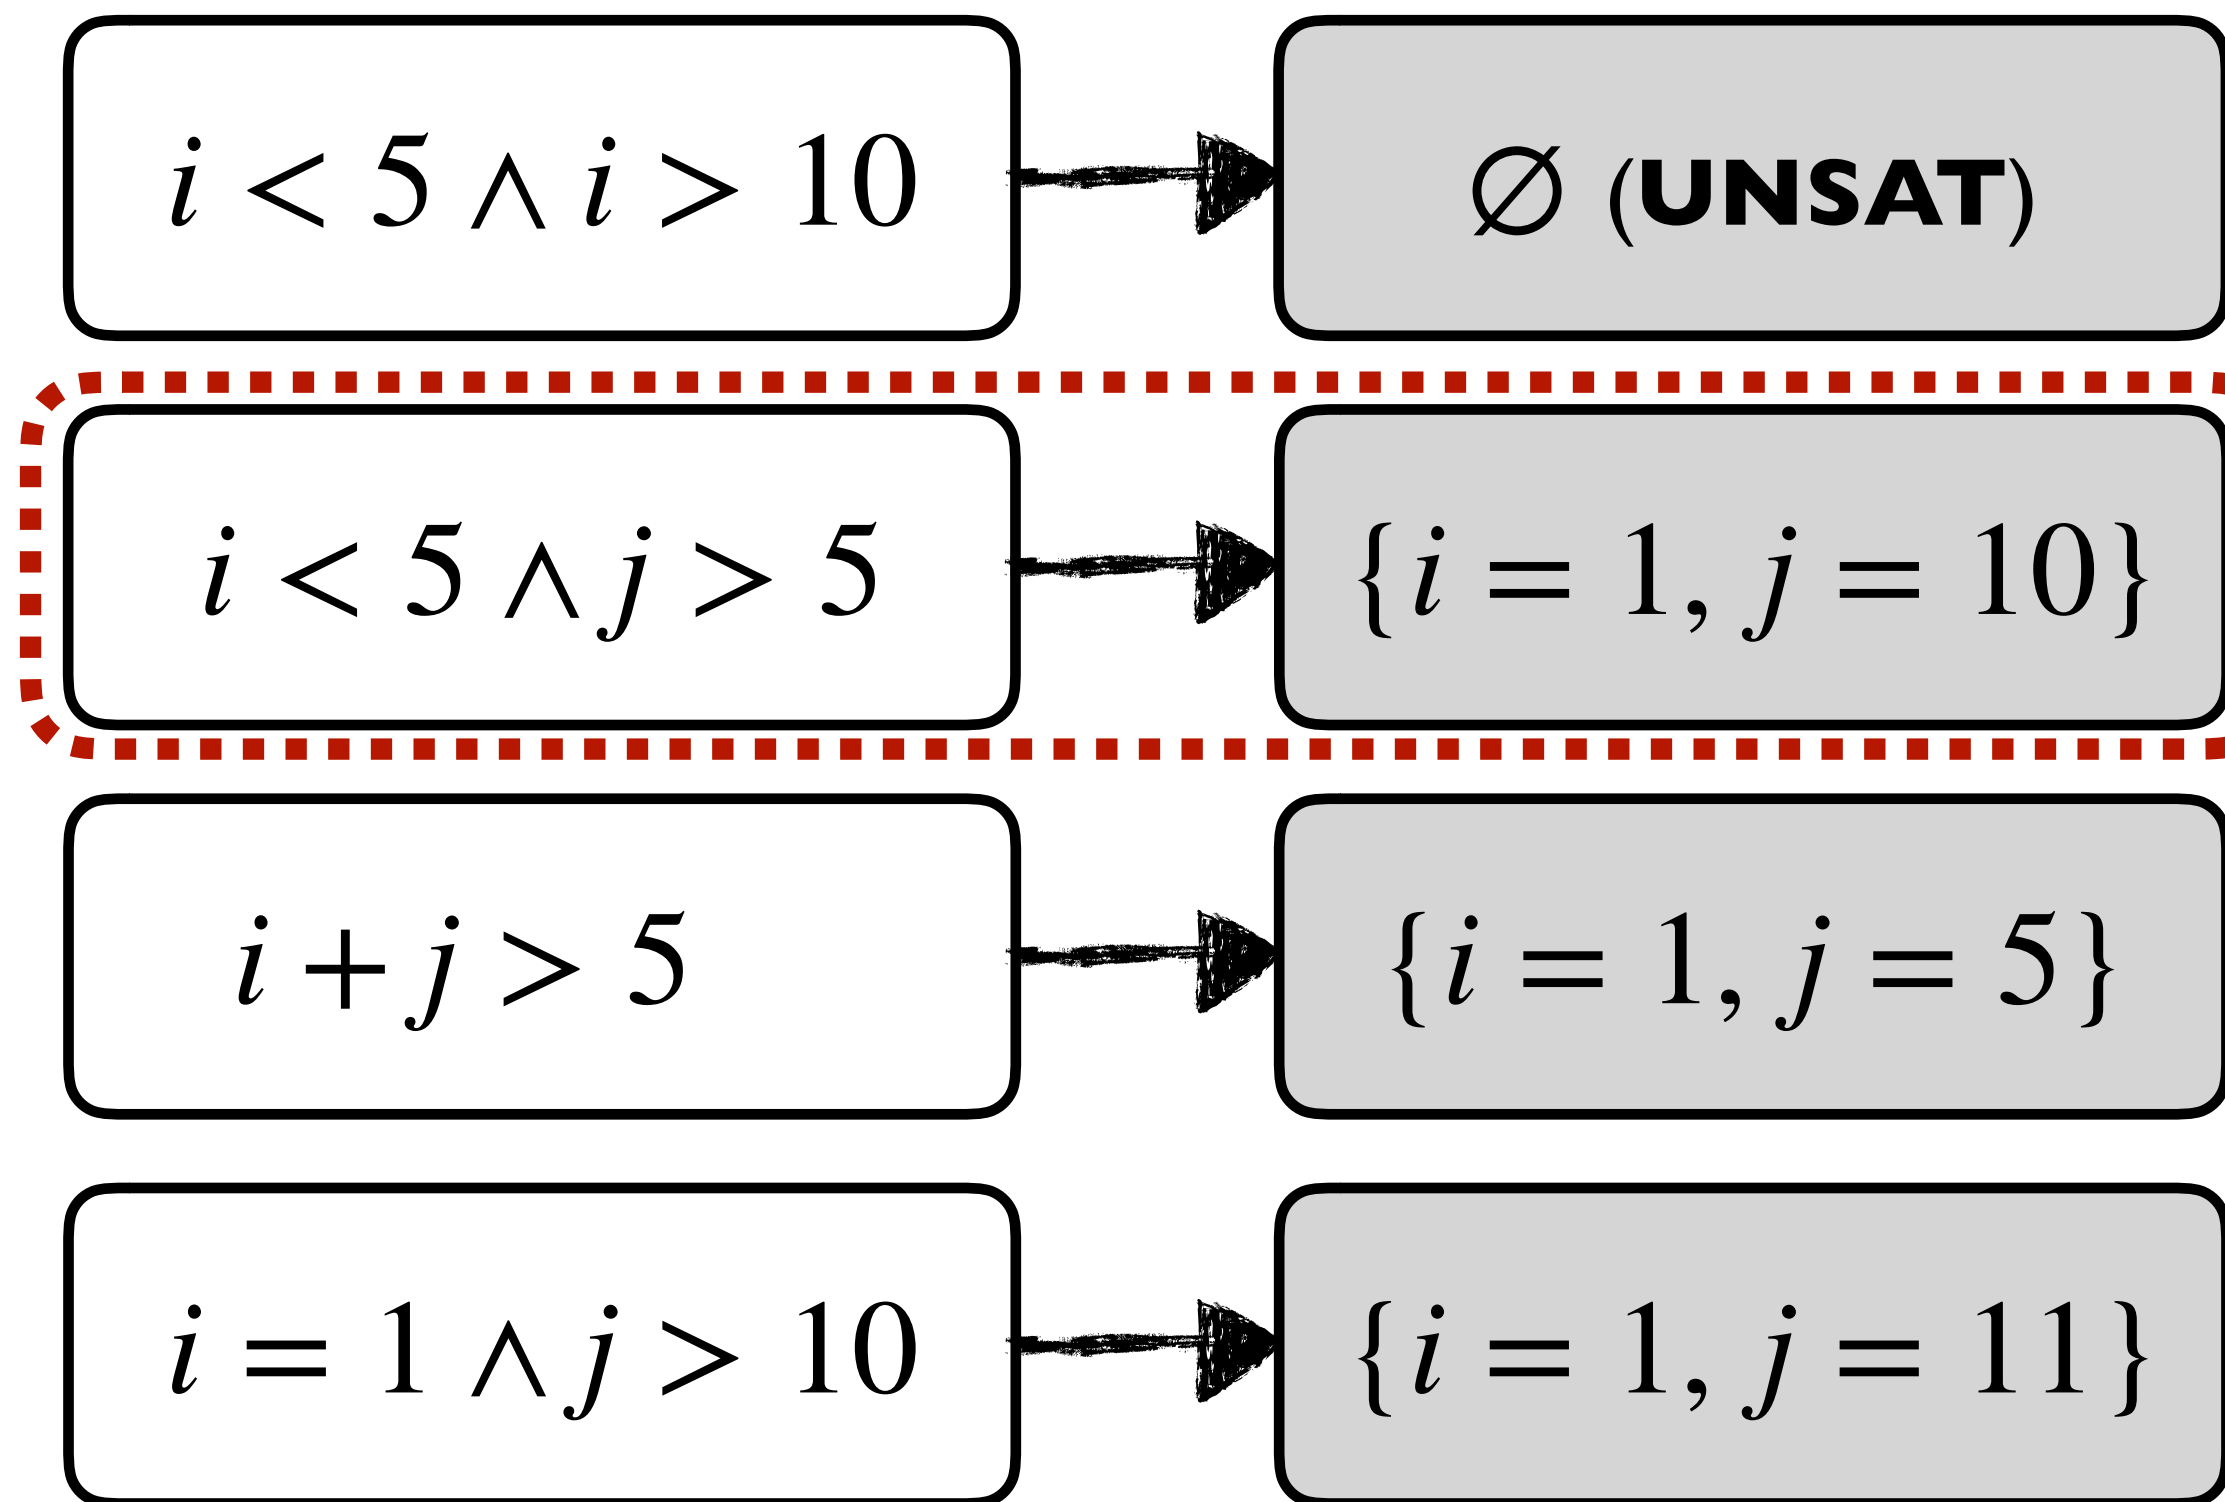 i < 5 ∧ i > 10
∅ (UNSAT)
i < 5 ∧ j > 5
{i = 1, j = 10}
i + j > 5
{i = 1, j = 5}
i = 1 ∧ j > 10
{i = 1, j = 11}